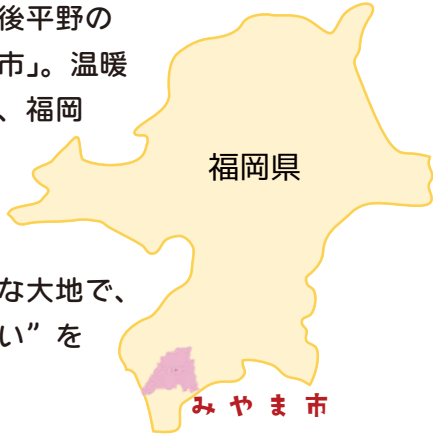 後平野の
市」。温暖
、福岡
福岡県
な大地で、
い”を
みやま市